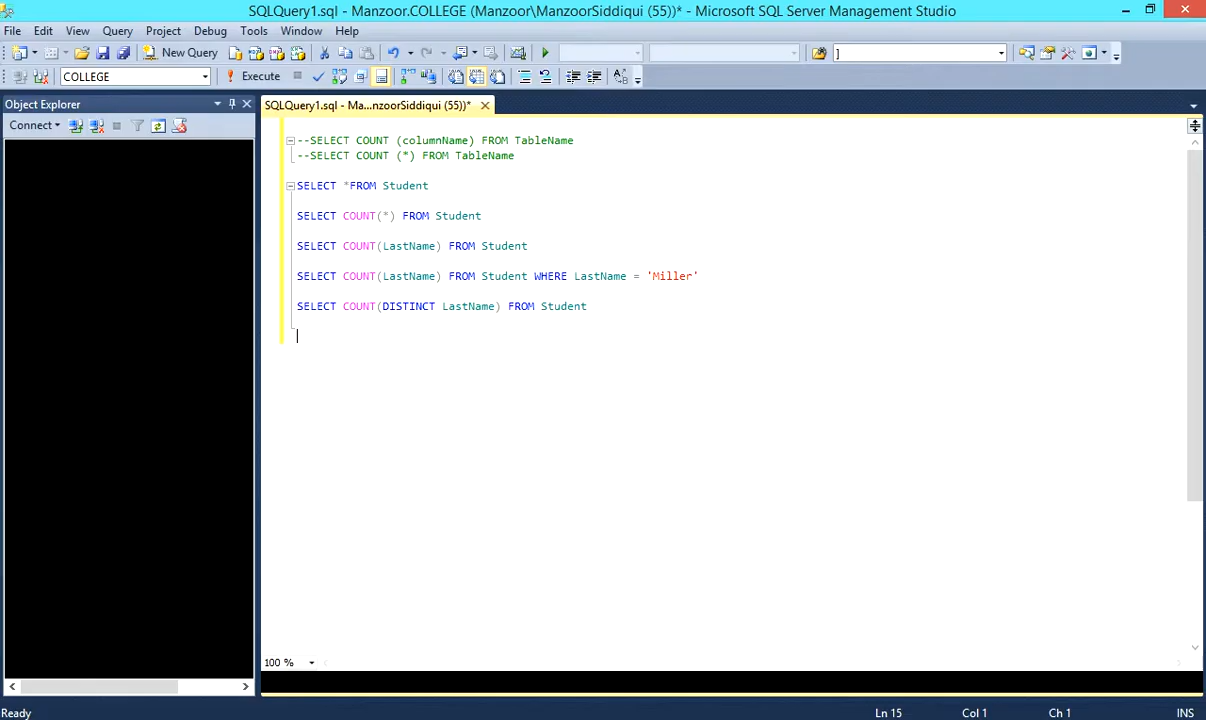 SQLQuery1.sql - Manzoor.COLLEGE (Manzoor\ManzoorSiddiqui (55))* - Microsoft SQL Server Management Studio
File Edit View Query Project Debug Tools Window Help
New Query ]
COLLEGE Execute
Object Explorer
SQLQuery1.sql - Ma...nzoorSiddiqui (55))*
Connect
--SELECT COUNT (columnName) FROM TableName
--SELECT COUNT (*) FROM TableName
SELECT *FROM Student
SELECT COUNT(*) FROM Student
SELECT COUNT(LastName) FROM Student
SELECT COUNT(LastName) FROM Student WHERE LastName = 'Miller'
SELECT COUNT(DISTINCT LastName) FROM Student
100 %
Ready Ln 15 Col 1 Ch 1 INS